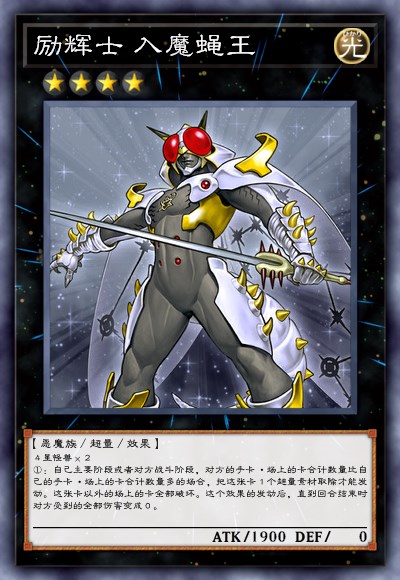 励辉士 入魔蝇王
光
【恶魔族／超量／效果】
４星怪兽×２
①：自己主要阶段或者对方战斗阶段，对方的手卡·场上的卡合计数量比自
己的手卡·场上的卡合计数量多的场合，把这张卡１个超量素材取除才能发
动。这张卡以外的场上的卡全部破坏。这个效果的发动后，直到回合结束时
对方受到的全部伤害变成０。
ATK/1900 DEF/ 0